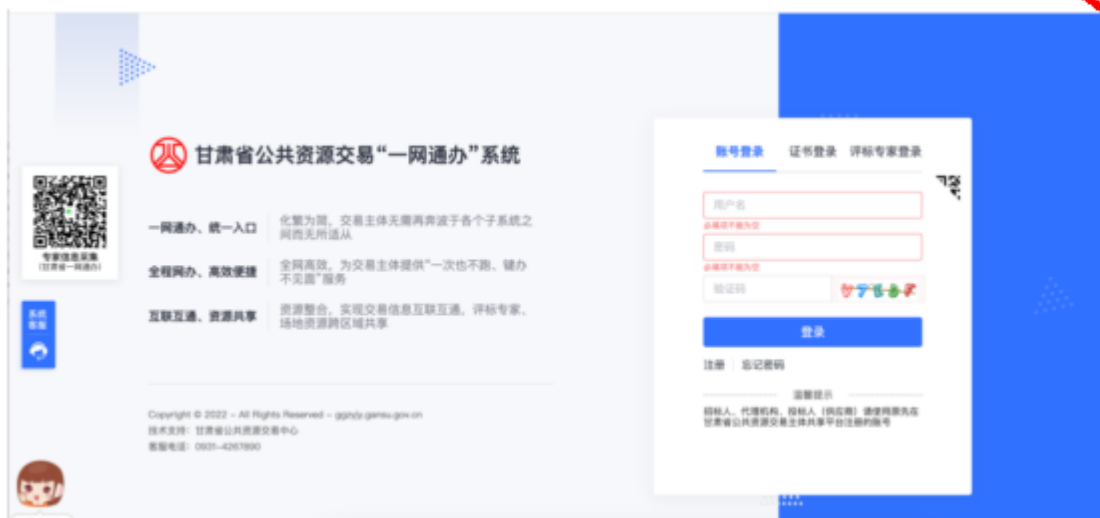 甘肃省公共资源交易“一网通办”系统
账号登录 证书登录 评标专家登录
用户名
必填项不能为空
密码
必填项不能为空
验证码
登录
注册 忘记密码
温馨提示
招标人、代理机构、投标人（供应商）请使用原先在
甘肃省公共资源交易主体共享平台注册的账号
专家信息采集
(甘肃省一网通办)
系统
客服
一网通办、统一入口
化繁为简，交易主体无需再奔波于各个子系统之
间而无所适从
全程网办、高效便捷
全网高效，为交易主体提供“一次也不跑、键办
不见面”服务
互联互通、资源共享
资源整合，实现交易信息互联互通，评标专家、
场地资源跨区域共享
Copyright © 2022 - All Rights Reserved - ggzyjy.gansu.gov.cn
技术支持：甘肃省公共资源交易中心
客服电话：0931-4267890